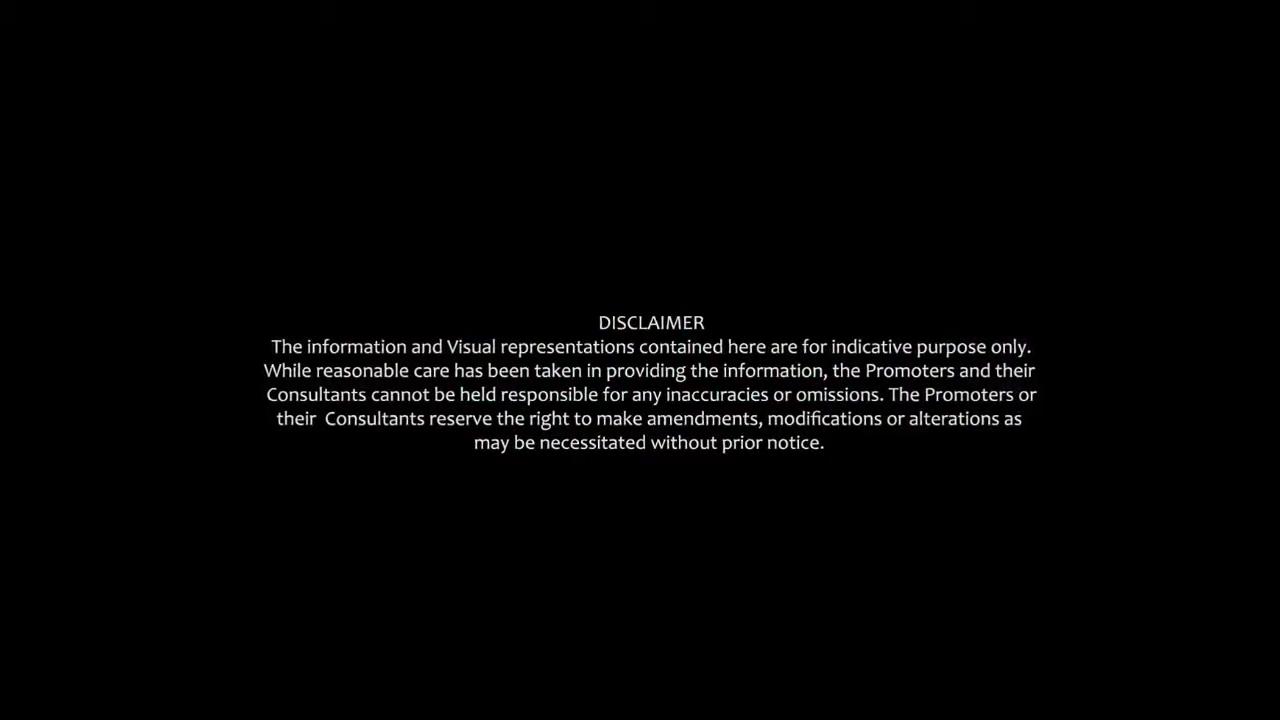 DISCLAIMER
The information and Visual representations contained here are for indicative purpose only.
While reasonable care has been taken in providing the information, the Promoters and their
Consultants cannot be held responsible for any inaccuracies or omissions. The Promoters or
their  Consultants reserve the right to make amendments, modifications or alterations as
may be necessitated without prior notice.